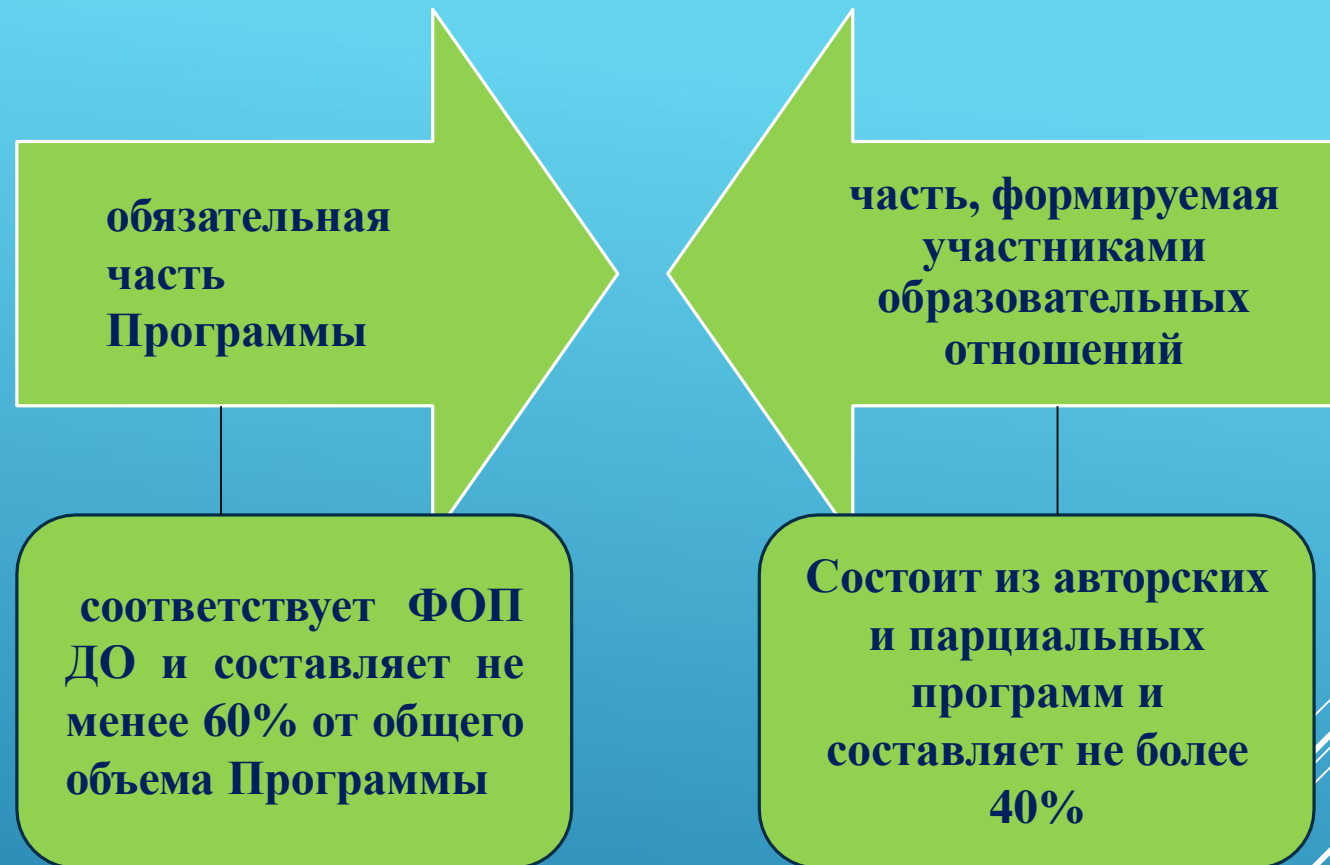 обязательная
часть
Программы
часть, формируемая
участниками
образовательных
отношений
соответствует ФОП
ДО и составляет не
менее 60% от общего
объема Программы
Состоит из авторских
и парциальных
программ и
составляет не более
40%